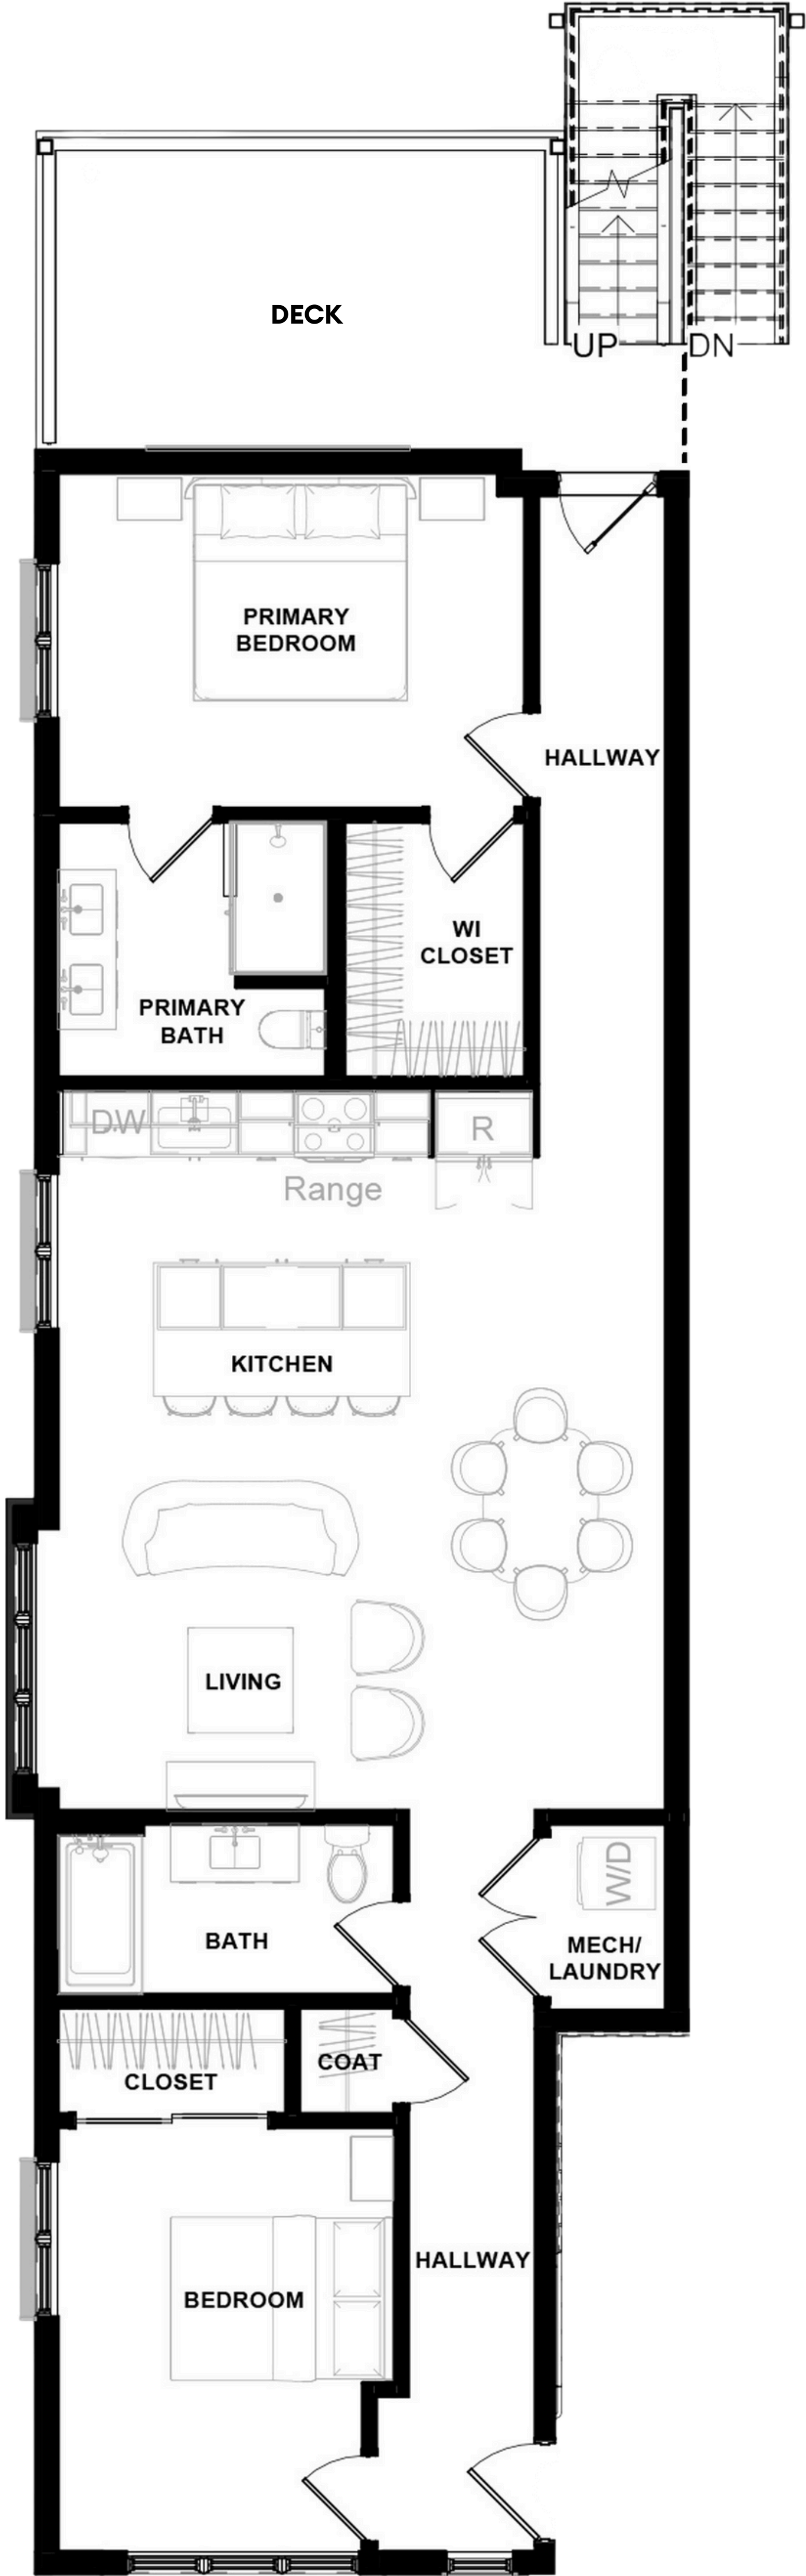 DECK
UP
DN
PRIMARY
BEDROOM
HALLWAY
WI
CLOSET
PRIMARY
BATH
DW
R
Range
KITCHEN
LIVING
W/D
BATH
MECH/
LAUNDRY
COAT
CLOSET
HALLWAY
BEDROOM